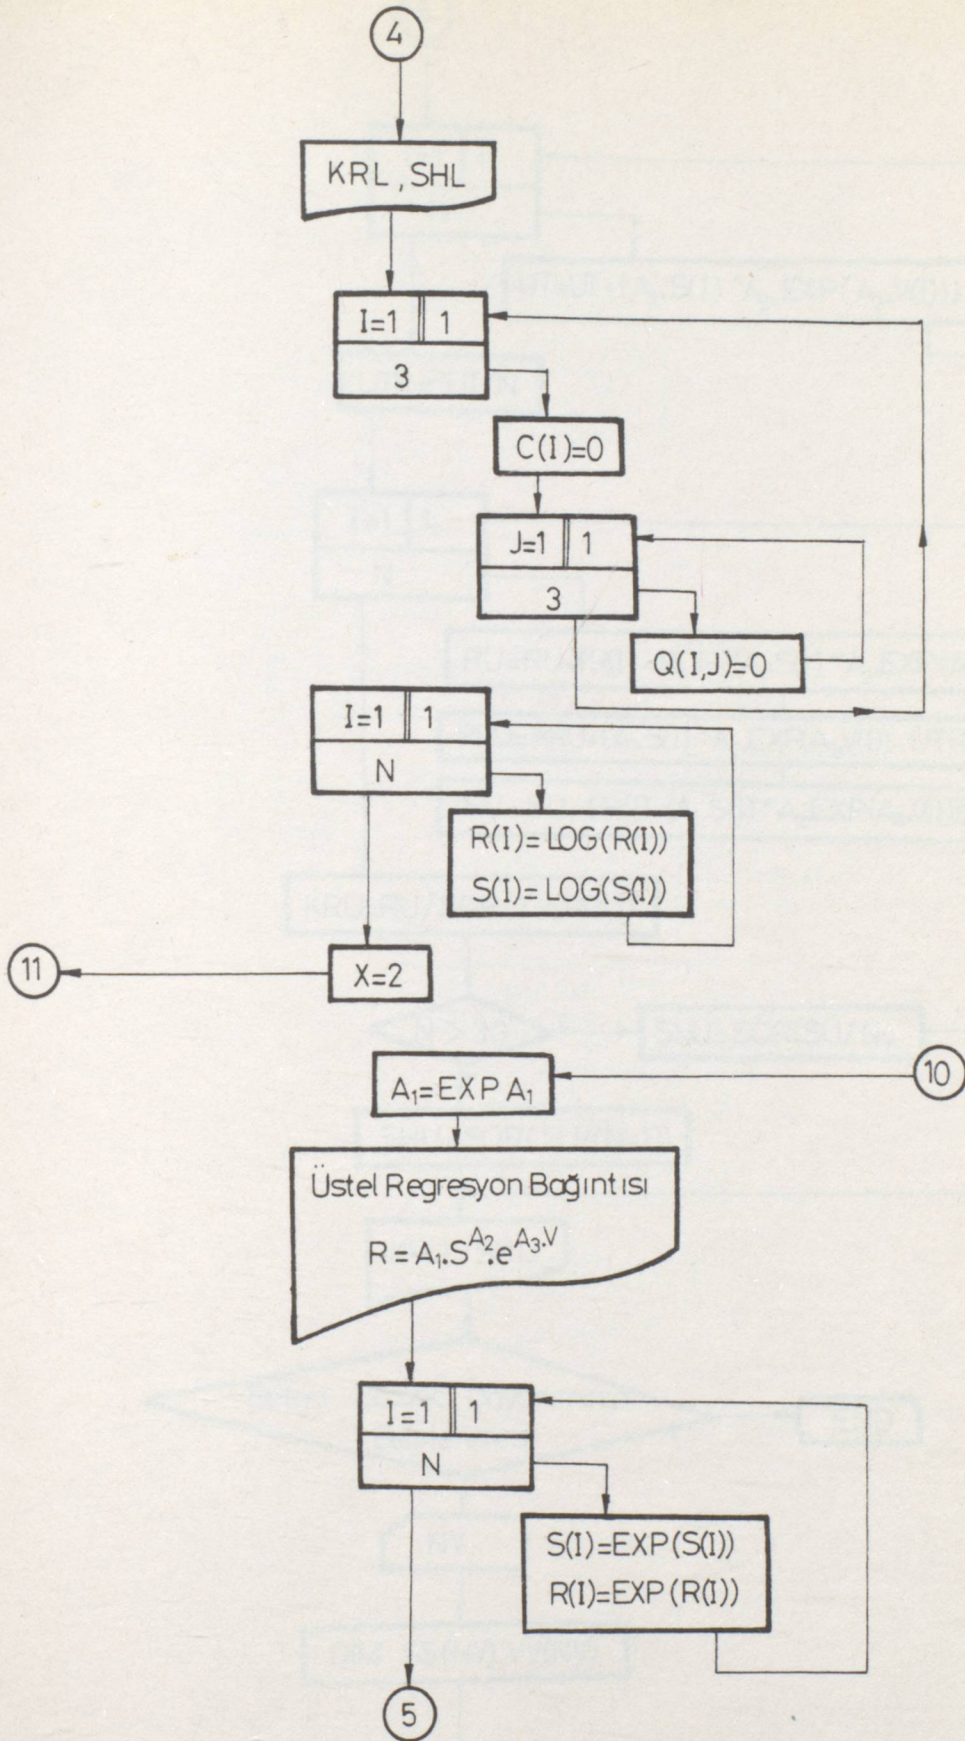 4
KRL , SHL
I=1 1
3
C(I)=0
J=1 1
3
Q(I,J)=0
I=1 1
N
R(I)=LOG(R(I))
S(I)=LOG(S(I))
11
X=2
10
A₁=EXP A₁
Üstel Regresyon Bağıntısı
R = A₁.S^A₂.e^A₃.V
I=1 1
N
S(I)=EXP(S(I))
R(I)=EXP(R(I))
5